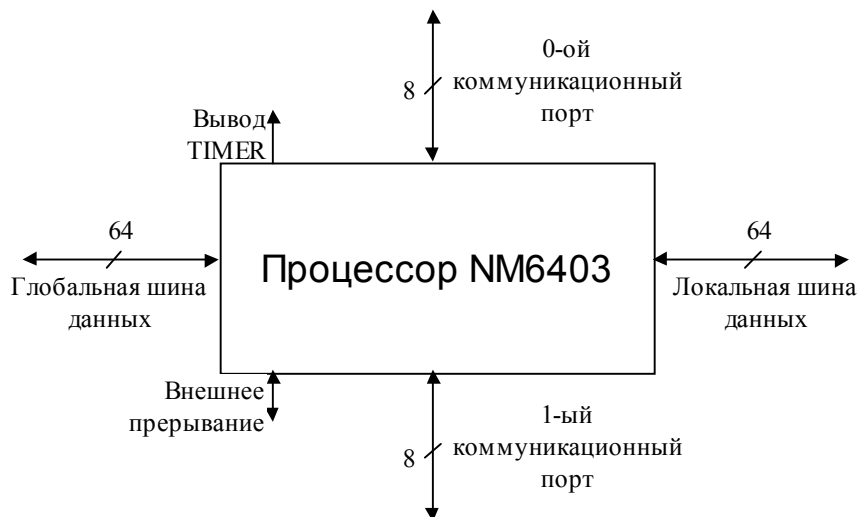 0-ой
8
коммуникационный
порт
Вывод
TIMER
64
Глобальная шина
данных
Процессор NM6403
64
Локальная шина
данных
Внешнее
прерывание
1-ый
8
коммуникационный
порт